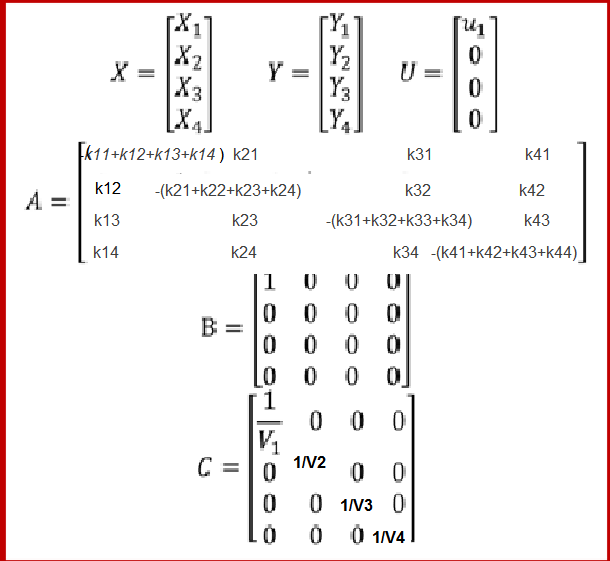 X = [X1 X2 X3 X4] Y = [Y1 Y2 Y3 Y4] U = [u1 0 0 0]
A =
-(k11+k12+k13+k14 ) k21 k31 k41
k12 -(k21+k22+k23+k24) k32 k42
k13 k23 -(k31+k32+k33+k34) k43
k14 k24 k34 -(k41+k42+k43+k44)
B =
1 0 0 0
0 0 0 0
0 0 0 0
0 0 0 0
C =
1/V1 0 0 0
0 1/V2 0 0
0 0 1/V3 0
0 0 0 1/V4